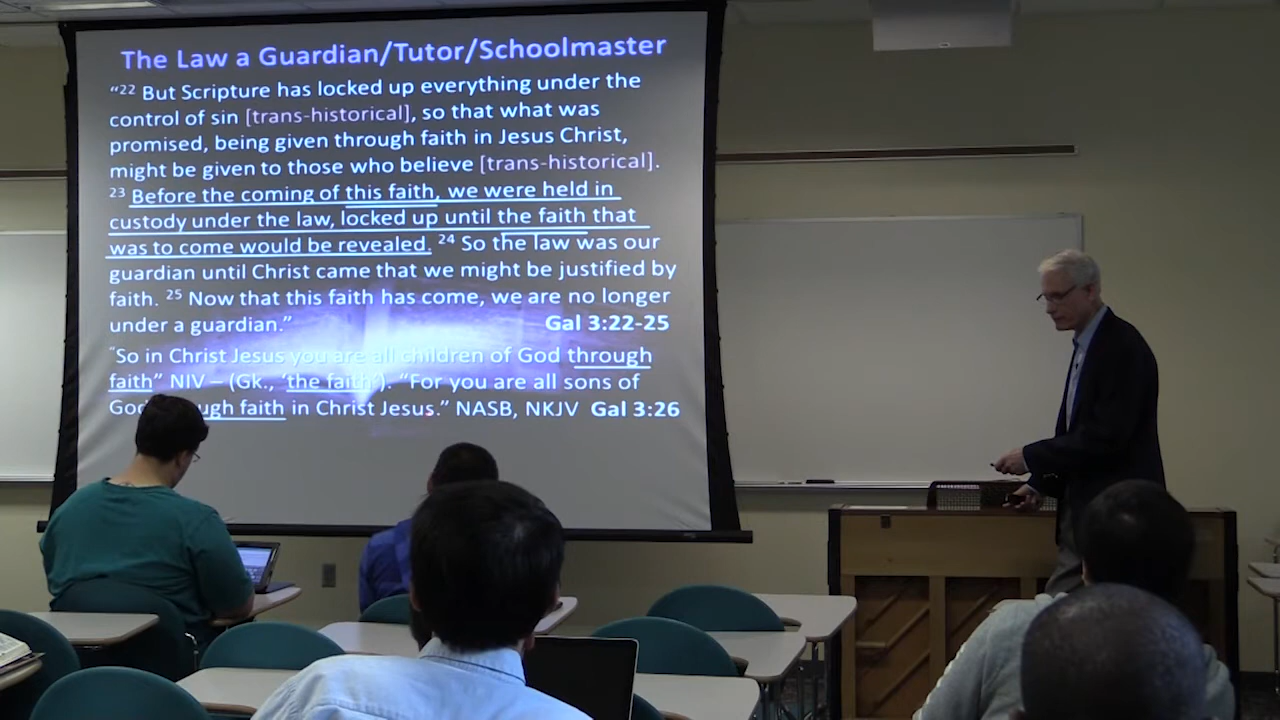 The Law a Guardian/Tutor/Schoolmaster
“22 But Scripture has locked up everything under the
control of sin [trans-historical], so that what was
promised, being given through faith in Jesus Christ,
might be given to those who believe [trans-historical].
23 Before the coming of this faith, we were held in
custody under the law, locked up until the faith that
was to come would be revealed. 24 So the law was our
guardian until Christ came that we might be justified by
faith. 25 Now that this faith has come, we are no longer
under a guardian.” Gal 3:22-25
“So in Christ Jesus you are all children of God through
faith” NIV – (Gk., ‘the faith’). “For you are all sons of
faith in Christ Jesus.” NASB, NKJV Gal 3:26